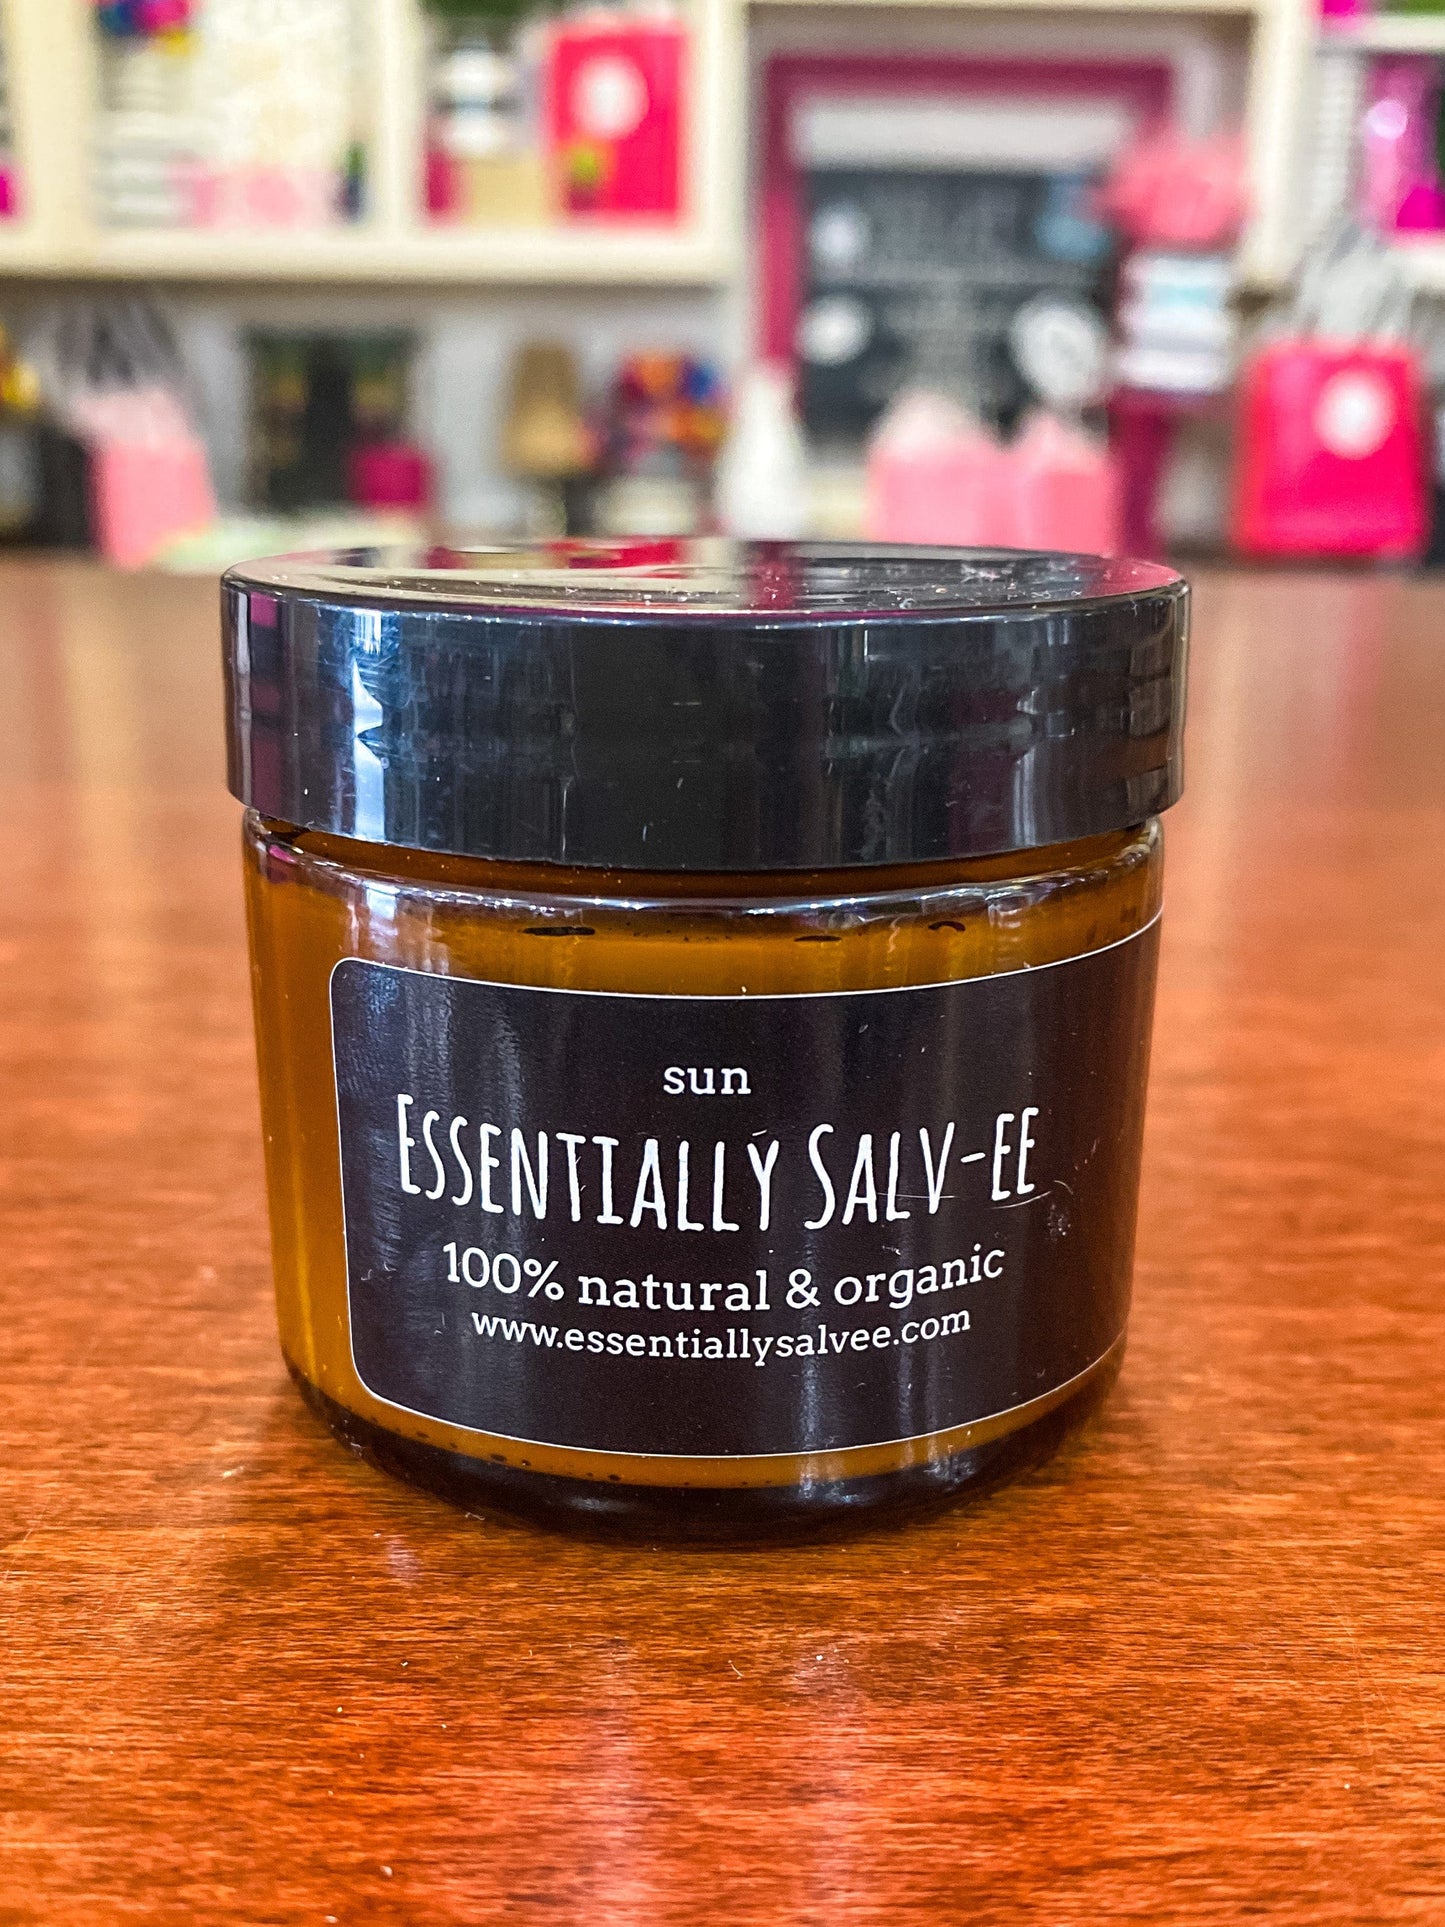 sun
ESSENTIALLY SALV-EE
100% natural & organic
www.essentiallysalvee.com